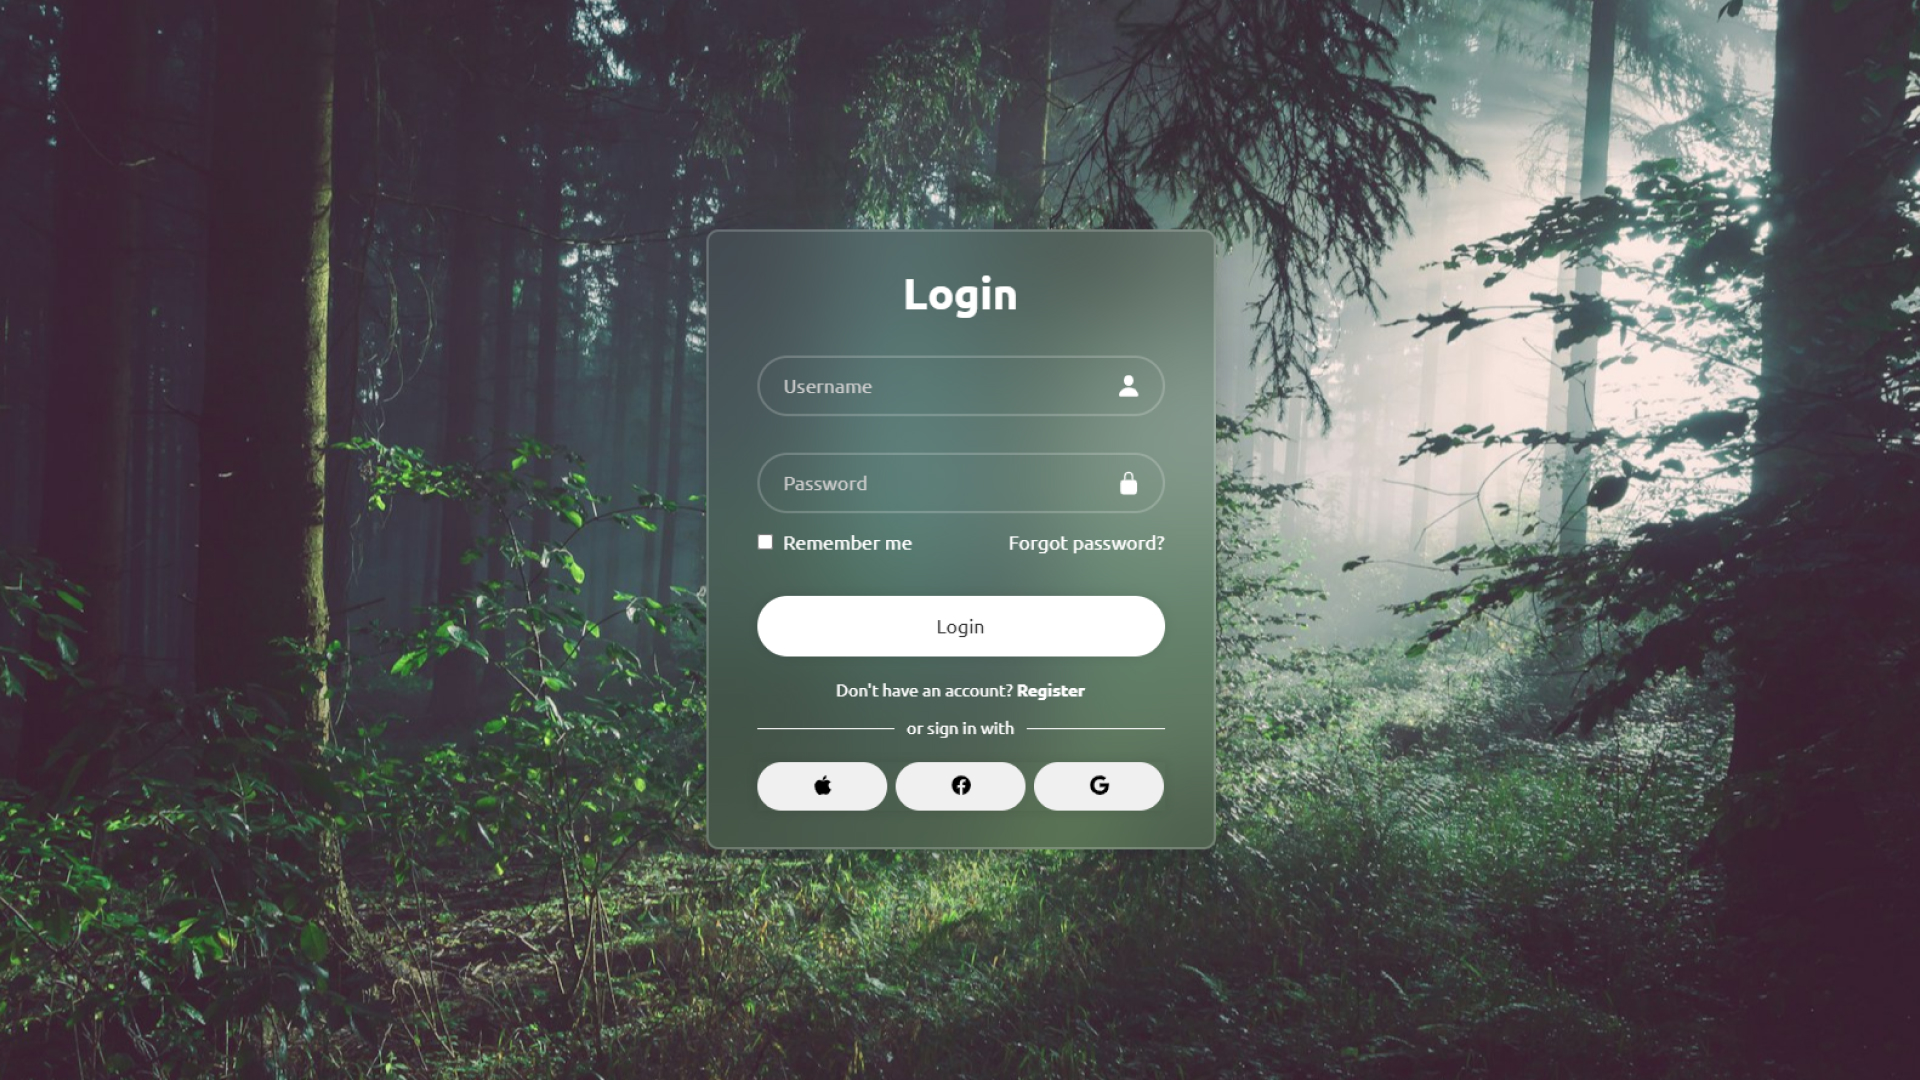 Login
Username
Password
Remember me Forgot password?
Login
Don't have an account? Register
or sign in with